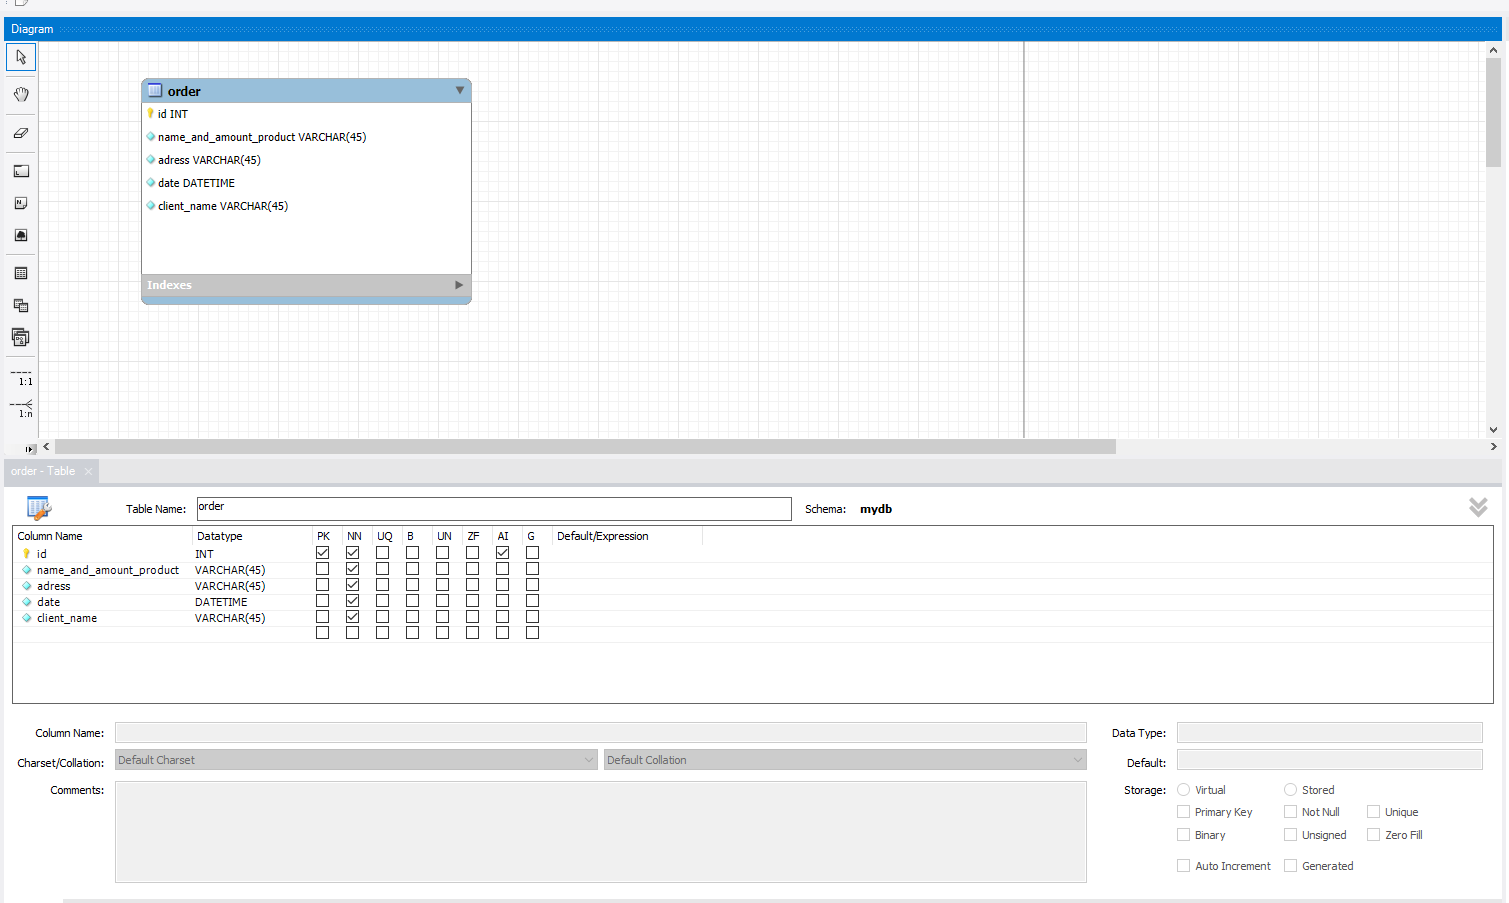 Diagram
order
id INT
name_and_amount_product VARCHAR(45)
adress VARCHAR(45)
date DATETIME
client_name VARCHAR(45)
Indexes
1:1
1:n
order - Table
Table Name: order Schema: mydb
Column Name Datatype PK NN UQ B UN ZF AI G Default/Expression
id INT
name_and_amount_product VARCHAR(45)
adress VARCHAR(45)
date DATETIME
client_name VARCHAR(45)
Column Name: Data Type:
Charset/Collation: Default Charset Default Collation Default:
Comments: Storage: Virtual Stored
Primary Key Not Null Unique
Binary Unsigned Zero Fill
Auto Increment Generated